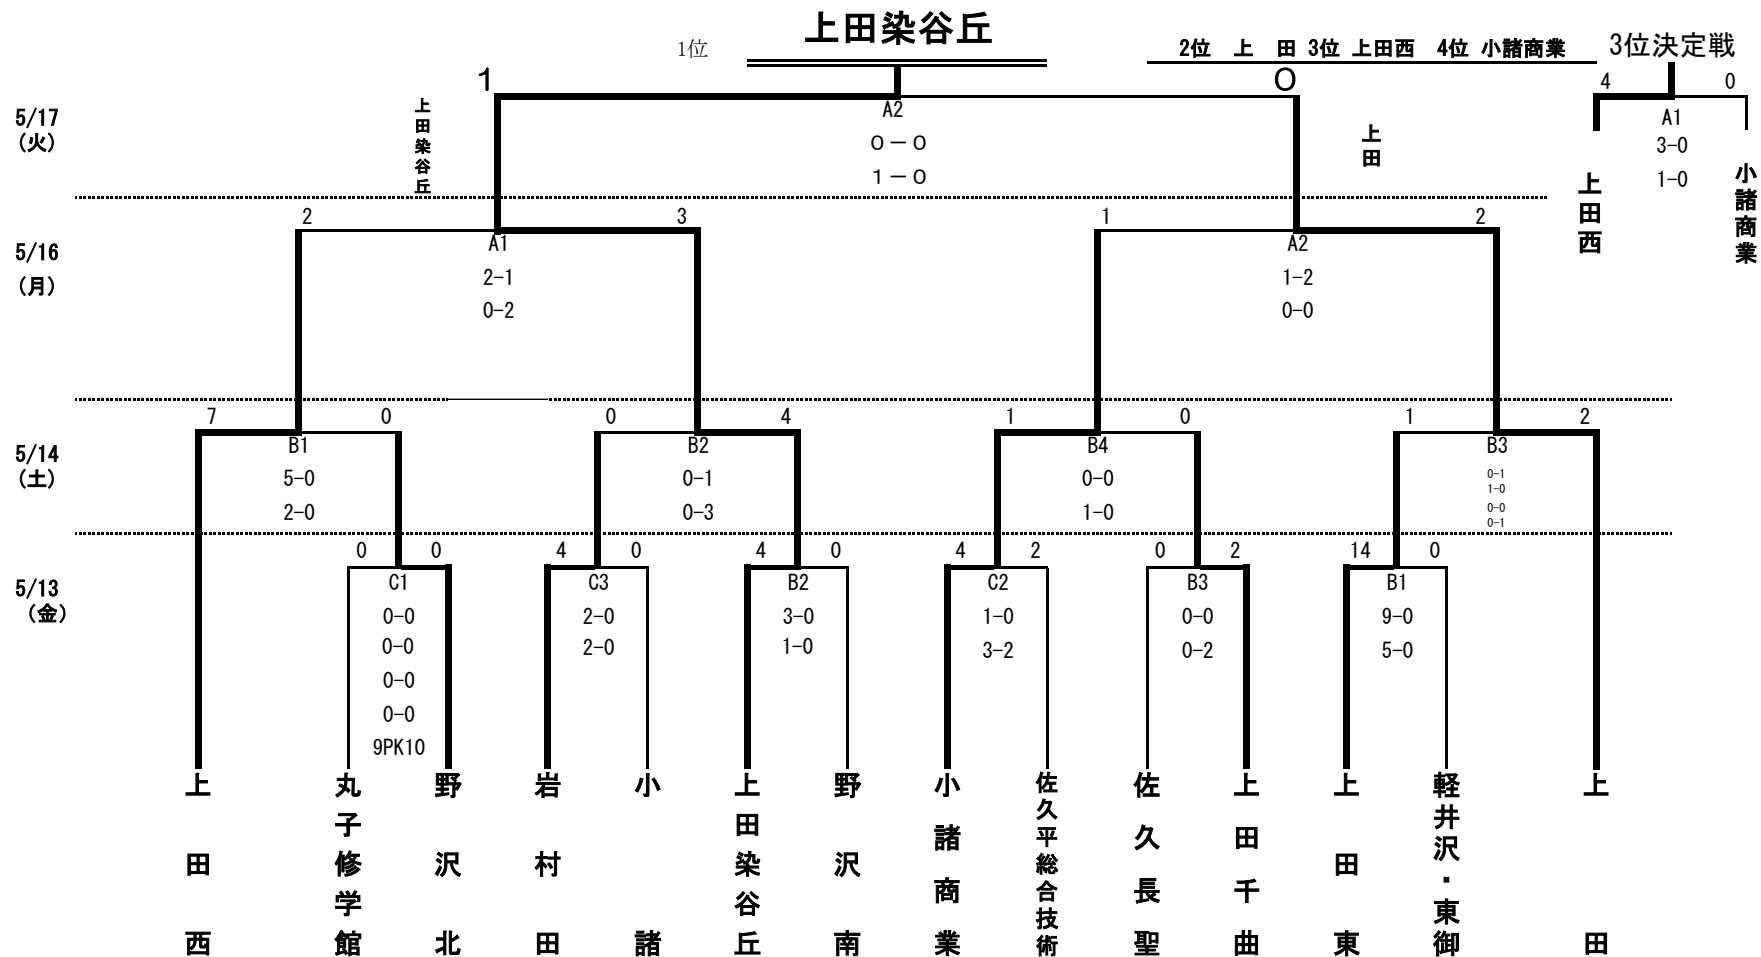 上田染谷丘
1位
2位 上 田 3位 上田西 4位 小諸商業
3位決定戦
1
0
4
0
5/17
(火)
上田染谷丘
A2
0-0
1-0
上田
A1
3-0
1-0
上田西
小諸商業
2
3
1
2
5/16
(月)
A1
2-1
0-2
A2
1-2
0-0
7
0
0
4
1
0
1
2
5/14
(土)
B1
5-0
2-0
B2
0-1
0-3
B4
0-0
1-0
B3
0-1
1-0
0-0
0-1
0
0
4
0
4
0
4
2
0
2
14
0
5/13
(金)
C1
0-0
0-0
0-0
0-0
9PK10
C3
2-0
2-0
B2
3-0
1-0
C2
1-0
3-2
B3
0-0
0-2
B1
9-0
5-0
上田西
丸子修学館
野沢北
岩村田
小諸
上田染谷丘
野沢南
小諸商業
佐久平総合技術
佐久長聖
上田千曲
上田東
軽井沢・東御
上田